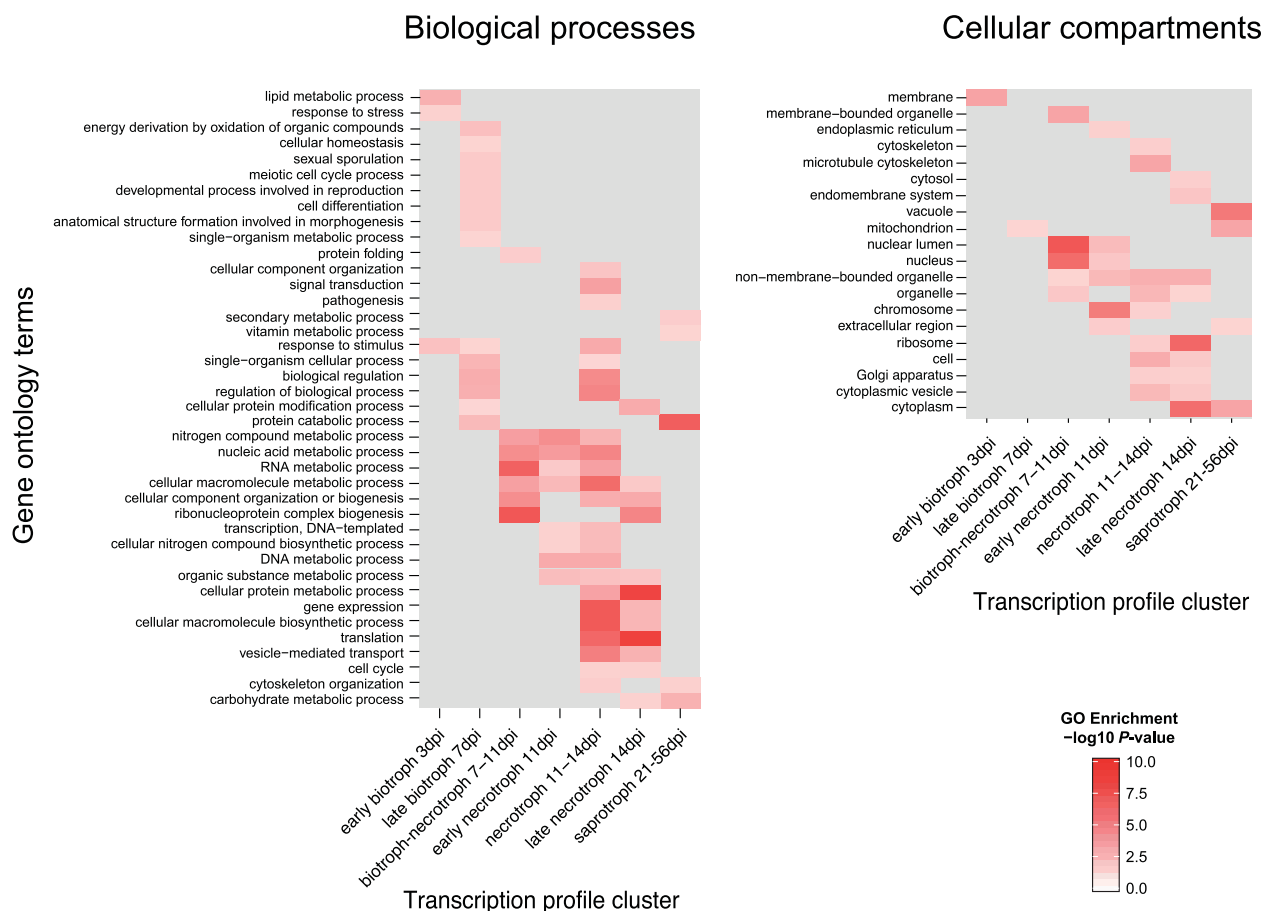 Biological processes
Cellular compartments
Gene ontology terms
lipid metabolic process
response to stress
energy derivation by oxidation of organic compounds
cellular homeostasis
sexual sporulation
meiotic cell cycle process
developmental process involved in reproduction
cell differentiation
anatomical structure formation involved in morphogenesis
single−organism metabolic process
protein folding
cellular component organization
signal transduction
pathogenesis
secondary metabolic process
vitamin metabolic process
response to stimulus
single−organism cellular process
biological regulation
regulation of biological process
cellular protein modification process
protein catabolic process
nitrogen compound metabolic process
nucleic acid metabolic process
RNA metabolic process
cellular macromolecule metabolic process
cellular component organization or biogenesis
ribonucleoprotein complex biogenesis
transcription, DNA−templated
cellular nitrogen compound biosynthetic process
DNA metabolic process
organic substance metabolic process
cellular protein metabolic process
gene expression
cellular macromolecule biosynthetic process
translation
vesicle−mediated transport
cell cycle
cytoskeleton organization
carbohydrate metabolic process
early biotroph 3dpi
late biotroph 7dpi
biotroph-necrotroph 7−11dpi
early necrotroph 11dpi
necrotroph 11−14dpi
late necrotroph 14dpi
saprotroph 21-56dpi
Transcription profile cluster
membrane
membrane−bounded organelle
endoplasmic reticulum
cytoskeleton
microtubule cytoskeleton
cytosol
endomembrane system
vacuole
mitochondrion
nuclear lumen
nucleus
non−membrane−bounded organelle
organelle
chromosome
extracellular region
ribosome
cell
Golgi apparatus
cytoplasmic vesicle
cytoplasm
early biotroph 3dpi
late biotroph 7dpi
biotroph-necrotroph 7−11dpi
early necrotroph 11dpi
necrotroph 11−14dpi
late necrotroph 14dpi
saprotroph 21-56dpi
Transcription profile cluster
GO Enrichment
−log10 P-value
10.0
7.5
5.0
2.5
0.0